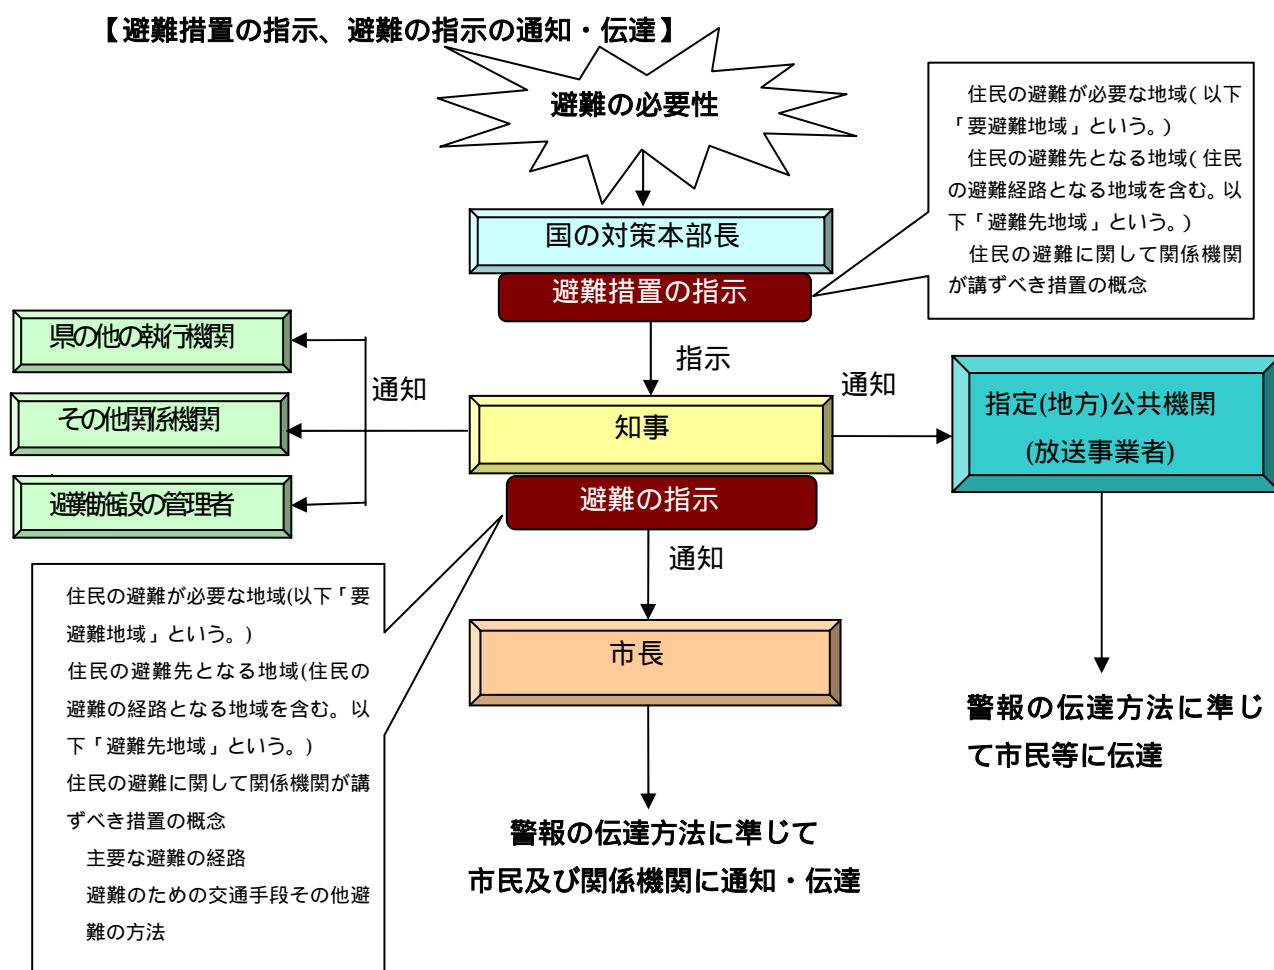 【避難措置の指示、避難の指示の通知・伝達】
避難の必要性
住民の避難が必要な地域(以下
「要避難地域」という。)
住民の避難先となる地域(住民
の避難経路となる地域を含む。以
下「避難先地域」という。)
住民の避難に関して関係機関
が講ずべき措置の概念
国の対策本部長
避難措置の指示
指示
県の他の執行機関
その他関係機関
避難施設の管理者
通知
知事
通知
指定(地方)公共機関
(放送事業者)
避難の指示
通知
住民の避難が必要な地域(以下「要
避難地域」という。)
住民の避難先となる地域(住民の
避難の経路となる地域を含む。以
下「避難先地域」という。)
住民の避難に関して関係機関が講
ずべき措置の概念
主要な避難の経路
避難のための交通手段その他避
難の方法
市長
警報の伝達方法に準じ
て市民等に伝達
警報の伝達方法に準じて
市民及び関係機関に通知・伝達